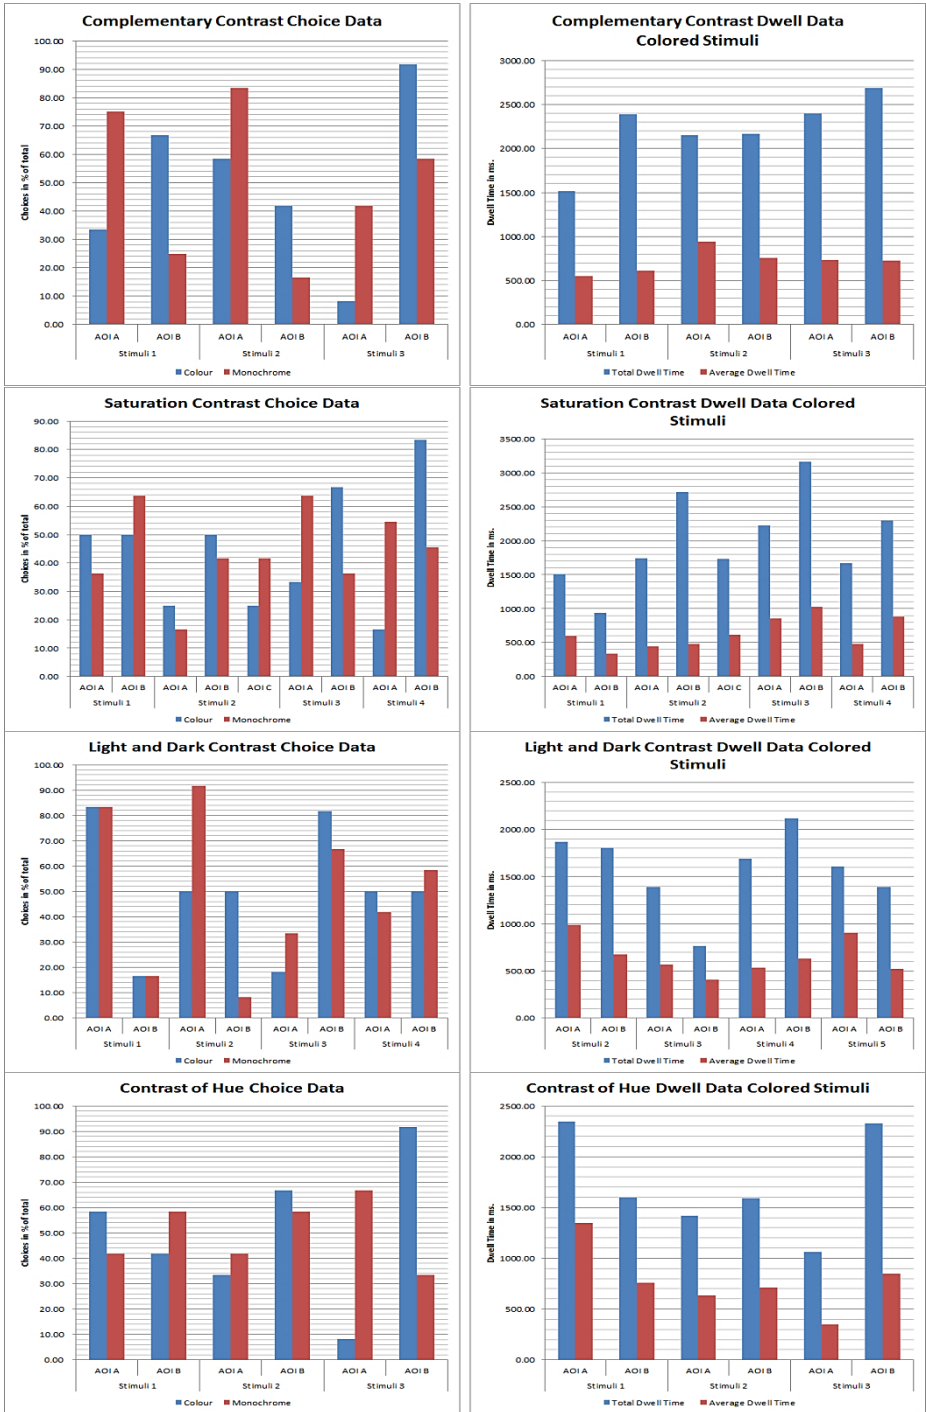 Complementary Contrast Choice Data
100.00
90.00
80.00
70.00
60.00
50.00
40.00
30.00
20.00
10.00
0.00
Choices in % of total
AOI A AOI B AOI A AOI B AOI A AOI B
Stimuli 1 Stimuli 2 Stimuli 3
Colour Monochrome
Complementary Contrast Dwell Data
Colored Stimuli
3000.00
2500.00
2000.00
1500.00
1000.00
500.00
0.00
Dwell Time in ms.
AOI A AOI B AOI A AOI B AOI A AOI B
Stimuli 1 Stimuli 2 Stimuli 3
Total Dwell Time Average Dwell Time
Saturation Contrast Choice Data
90.00
80.00
70.00
60.00
50.00
40.00
30.00
20.00
10.00
0.00
Choices in % of total
AOI A AOI B AOI A AOI B AOI C AOI A AOI B AOI A AOI B
Stimuli 1 Stimuli 2 Stimuli 3 Stimuli 4
Colour Monochrome
Saturation Contrast Dwell Data Colored
Stimuli
3500.00
3000.00
2500.00
2000.00
1500.00
1000.00
500.00
0.00
Dwell Time in ms.
AOI A AOI B AOI A AOI B AOI C AOI A AOI B AOI A AOI B
Stimuli 1 Stimuli 2 Stimuli 3 Stimuli 4
Total Dwell Time Average Dwell Time
Light and Dark Contrast Choice Data
100.00
90.00
80.00
70.00
60.00
50.00
40.00
30.00
20.00
10.00
0.00
Choices in % of total
AOI A AOI B AOI A AOI B AOI A AOI B AOI A AOI B
Stimuli 1 Stimuli 2 Stimuli 3 Stimuli 4
Colour Monochrome
Light and Dark Contrast Dwell Data Colored
Stimuli
2500.00
2000.00
1500.00
1000.00
500.00
0.00
Dwell Time in ms.
AOI A AOI B AOI A AOI B AOI A AOI B AOI A AOI B
Stimuli 2 Stimuli 3 Stimuli 4 Stimuli 5
Total Dwell Time Average Dwell Time
Contrast of Hue Choice Data
100.00
90.00
80.00
70.00
60.00
50.00
40.00
30.00
20.00
10.00
0.00
Choices in % of total
AOI A AOI B AOI A AOI B AOI A AOI B
Stimuli 1 Stimuli 2 Stimuli 3
Colour Monochrome
Contrast of Hue Dwell Data Colored Stimuli
2500.00
2000.00
1500.00
1000.00
500.00
0.00
Dwell Time in ms.
AOI A AOI B AOI A AOI B AOI A AOI B
Stimuli 1 Stimuli 2 Stimuli 3
Total Dwell Time Average Dwell Time